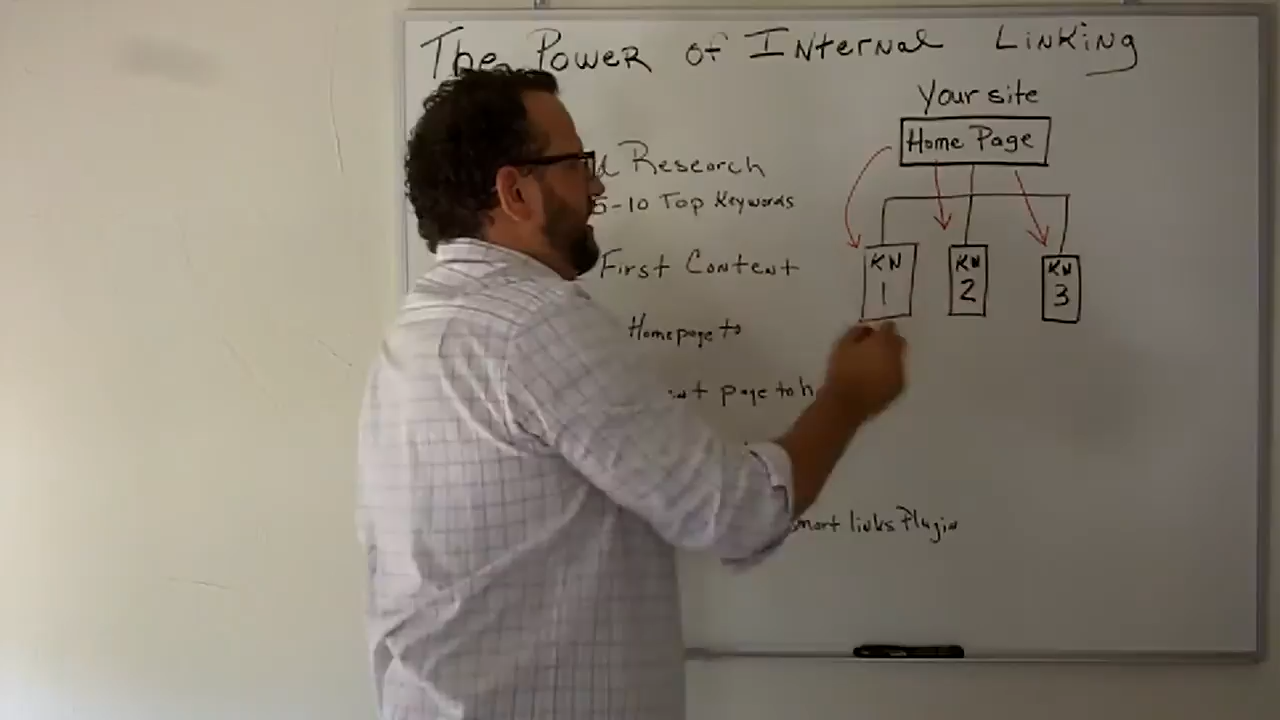 The Power of Internal Linking
Your site
Home Page
Research
5-10 Top Keywords
First Content
KW
1
KW
2
KW
3
Homepage to
page to h
smart links Plugin